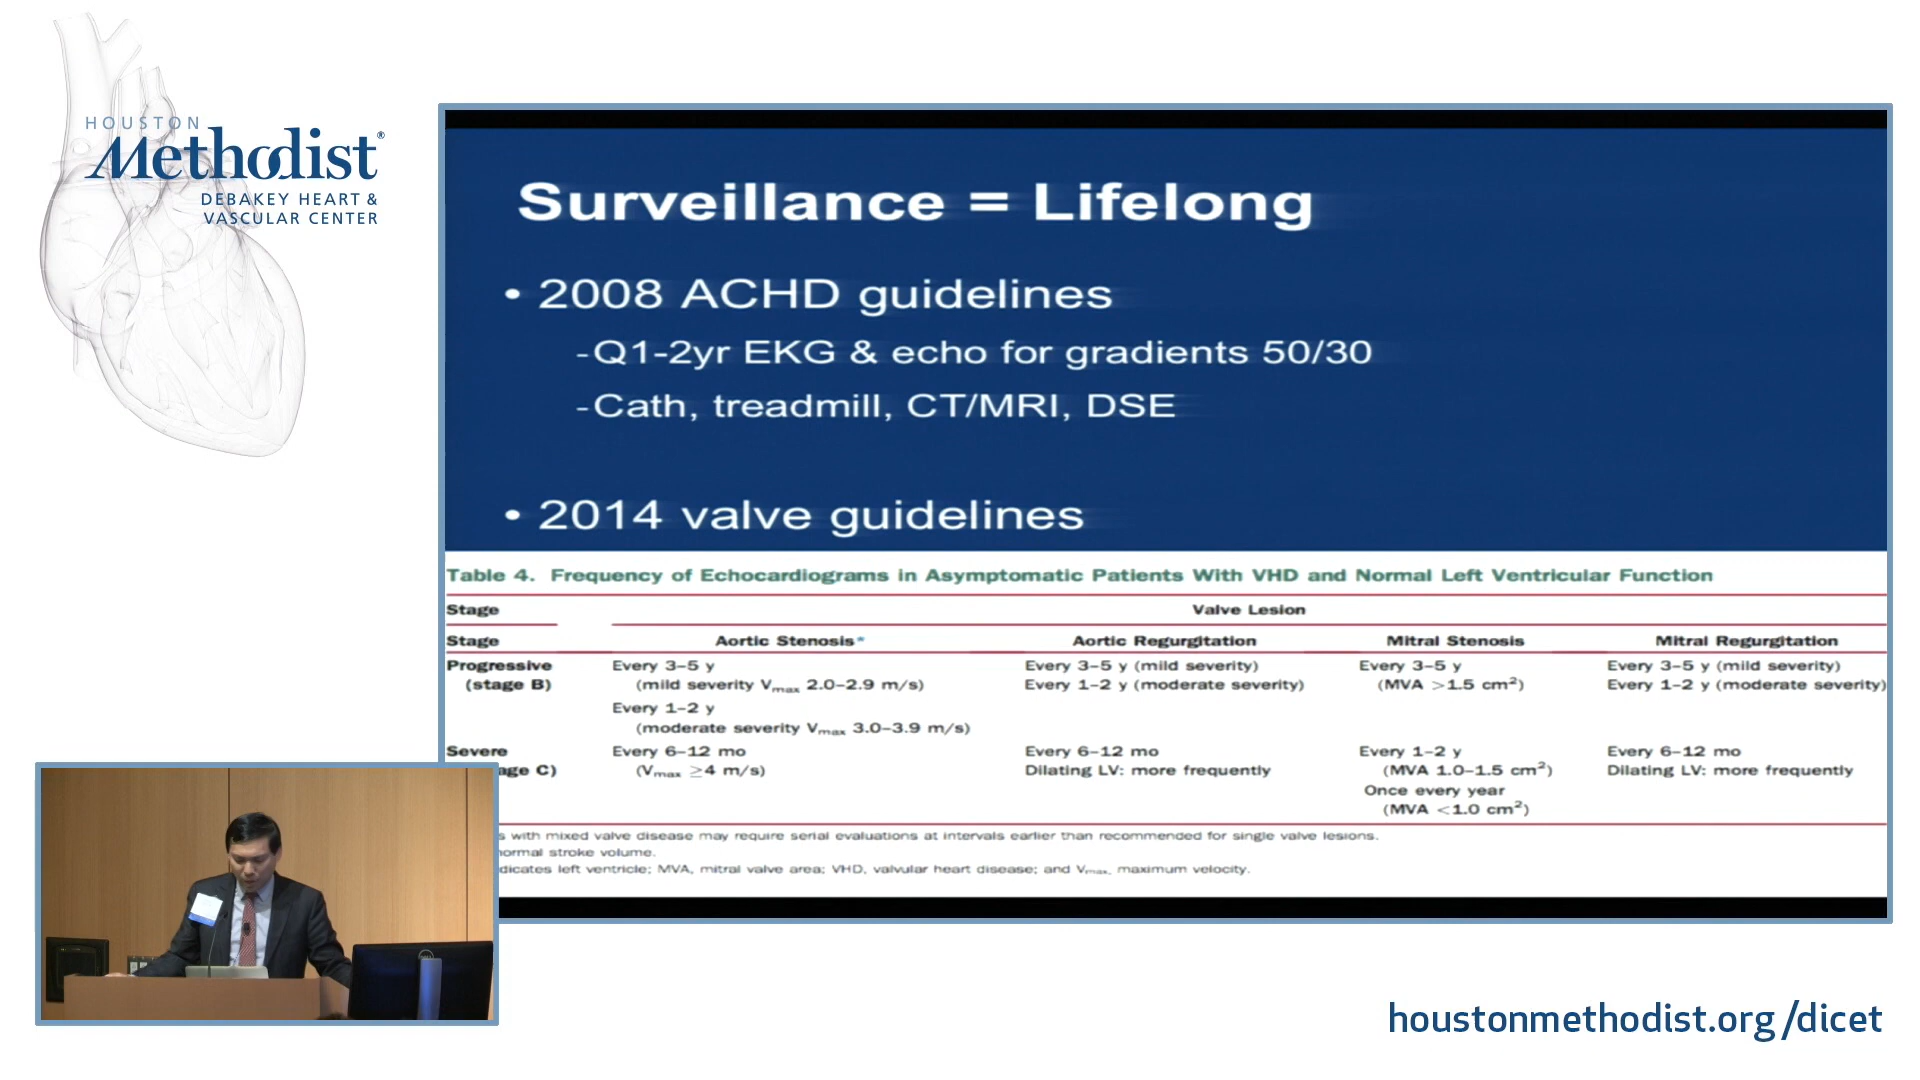 HOUSTON
Methodist®
DEBAKEY HEART &
VASCULAR CENTER
Surveillance = Lifelong
• 2008 ACHD guidelines
-Q1-2yr EKG & echo for gradients 50/30
-Cath, treadmill, CT/MRI, DSE
• 2014 valve guidelines
Table 4. Frequency of Echocardiograms in Asymptomatic Patients With VHD and Normal Left Ventricular Function
Stage Valve Lesion
Stage Aortic Stenosis* Aortic Regurgitation Mitral Stenosis Mitral Regurgitation
Progressive Every 3–5 y Every 3–5 y (mild severity) Every 3–5 y Every 3–5 y (mild severity)
(stage B) (mild severity Vmax 2.0–2.9 m/s) Every 1–2 y (moderate severity) (MVA >1.5 cm²) Every 1–2 y (moderate severity)
Every 1–2 y
(moderate severity Vmax 3.0–3.9 m/s)
Severe Every 6–12 mo Every 6–12 mo Every 1–2 y Every 6–12 mo
age C) (Vmax ≥4 m/s) Dilating LV: more frequently (MVA 1.0–1.5 cm²) Dilating LV: more frequently
Once every year
(MVA <1.0 cm²)
s with mixed valve disease may require serial evaluations at intervals earlier than recommended for single valve lesions.
ormal stroke volume.
dicates left ventricle; MVA, mitral valve area; VHD, valvular heart disease; and Vmax, maximum velocity.
houstonmethodist.org/dicet